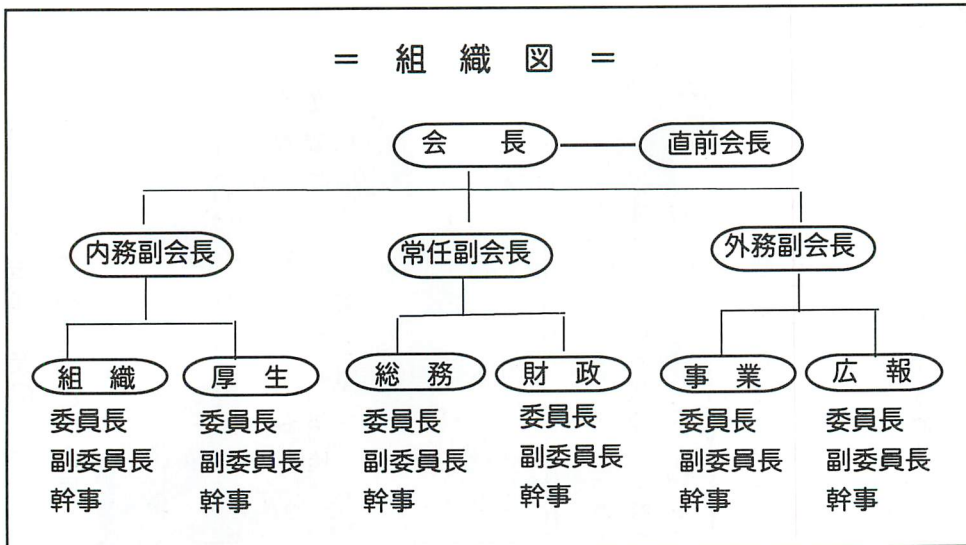 = 組 織 図 =
会 長 直前会長
内務副会長 常任副会長 外務副会長
組 織 厚 生 総 務 財 政 事 業 広 報
委員長 委員長 委員長 委員長 委員長 委員長
副委員長 副委員長 副委員長 副委員長 副委員長 副委員長
幹事 幹事 幹事 幹事 幹事 幹事